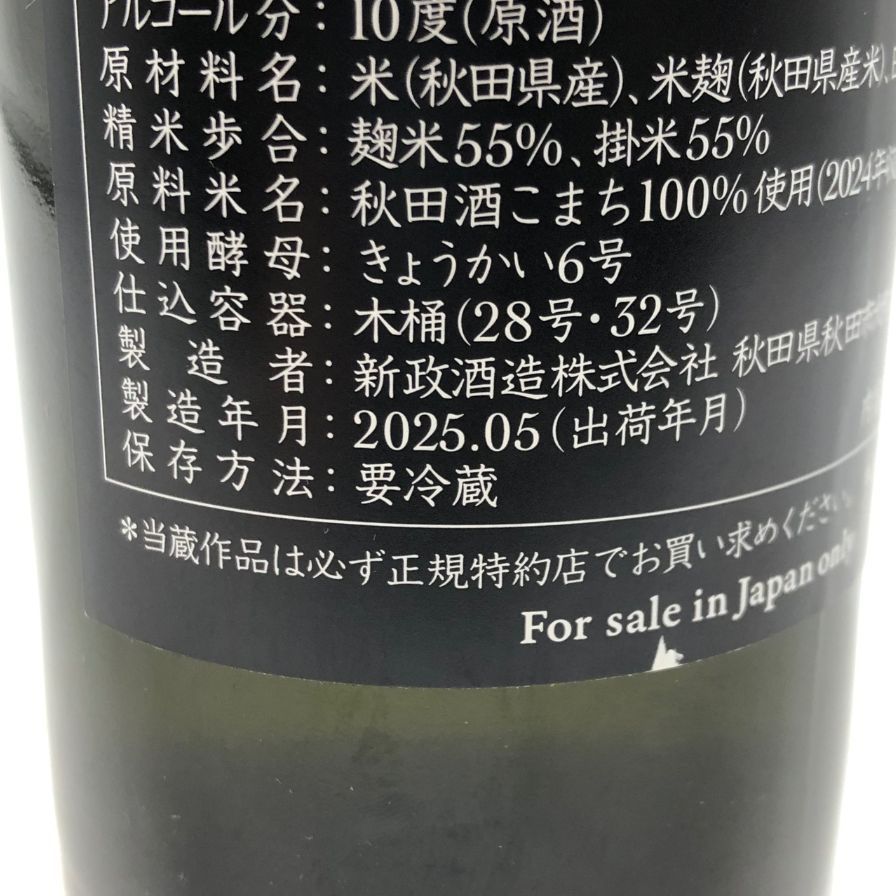 アルコール分：10度(原酒)
原材料名：米(秋田県産)、米麹(秋田県産米)、
精米歩合：麹米55%、掛米55%
原料米名：秋田酒こまち100%使用(2024年
使用酵母：きょうかい6号
仕込容器：木桶(28号・32号)
製造者：新政酒造株式会社 秋田県秋田市
製造年月：2025.05(出荷年月)
保存方法：要冷蔵
＊当蔵作品は必ず正規特約店でお買い求めください。
For sale in Japan only